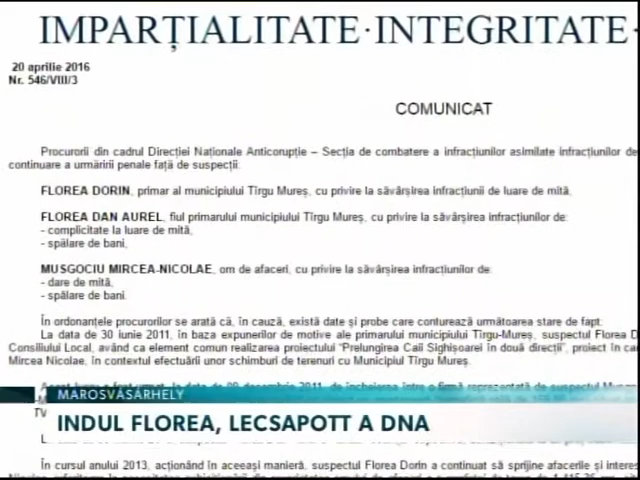 IMPARȚIALITATE·INTEGRITATE·
20 aprilie 2016
Nr. 546/VIII/3
COMUNICAT
Procurorii din cadrul Direcției Naționale Anticorupție – Secția de combatere a infracțiunilor asimilate infracțiunilor de
continuare a urmăririi penale față de suspecții:
FLOREA DORIN, primar al municipiului Tîrgu Mureș, cu privire la săvârșirea infracțiunii de luare de mită,
FLOREA DAN AUREL, fiul primarului municipiului Tîrgu Mureș, cu privire la săvârșirea infracțiunilor de:
- complicitate la luare de mită,
- spălare de bani,
MUSGOCIU MIRCEA-NICOLAE, om de afaceri, cu privire la săvârșirea infracțiunilor de:
- dare de mită,
- spălare de bani.
În ordonanțele procurorilor se arată că, în cauză, există date și probe care conturează următoarea stare de fapt:
La data de 30 iunie 2011, în baza expunerilor de motive ale primarului municipiului Tîrgu-Mureș, suspectul Florea D
Consiliului Local, având ca element comun realizarea proiectului "Prelungirea Căii Sighișoarei în două direcții", proiect în ca
Mircea Nicolae, în contextul efectuării unor schimburi de terenuri cu Municipiul Tîrgu Mureș.
MAROSVÁSÁRHELY
INDUL FLOREA, LECSAPOTT A DNA
TV
În cursul anului 2013, acționând în aceeași manieră, suspectul Florea Dorin a continuat să sprijine afacerile și interes